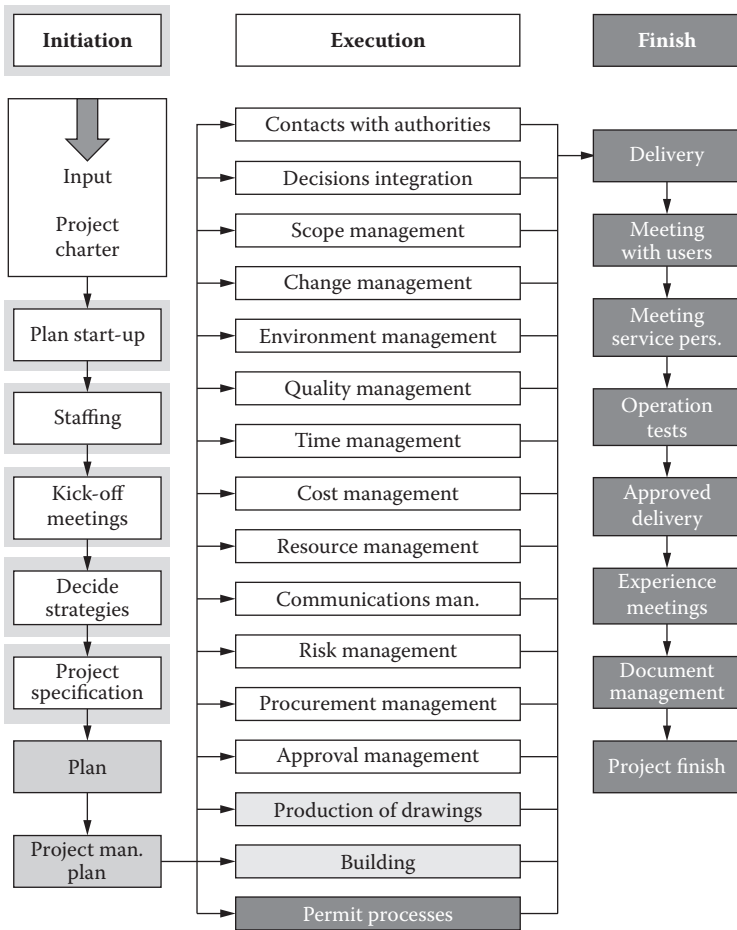 Initiation
Execution
Finish
Input
Project
charter
Plan start-up
Staffing
Kick-off
meetings
Decide
strategies
Project
specification
Plan
Project man.
plan
Contacts with authorities
Decisions integration
Scope management
Change management
Environment management
Quality management
Time management
Cost management
Resource management
Communications man.
Risk management
Procurement management
Approval management
Production of drawings
Building
Permit processes
Delivery
Meeting
with users
Meeting
service pers.
Operation
tests
Approved
delivery
Experience
meetings
Document
management
Project finish